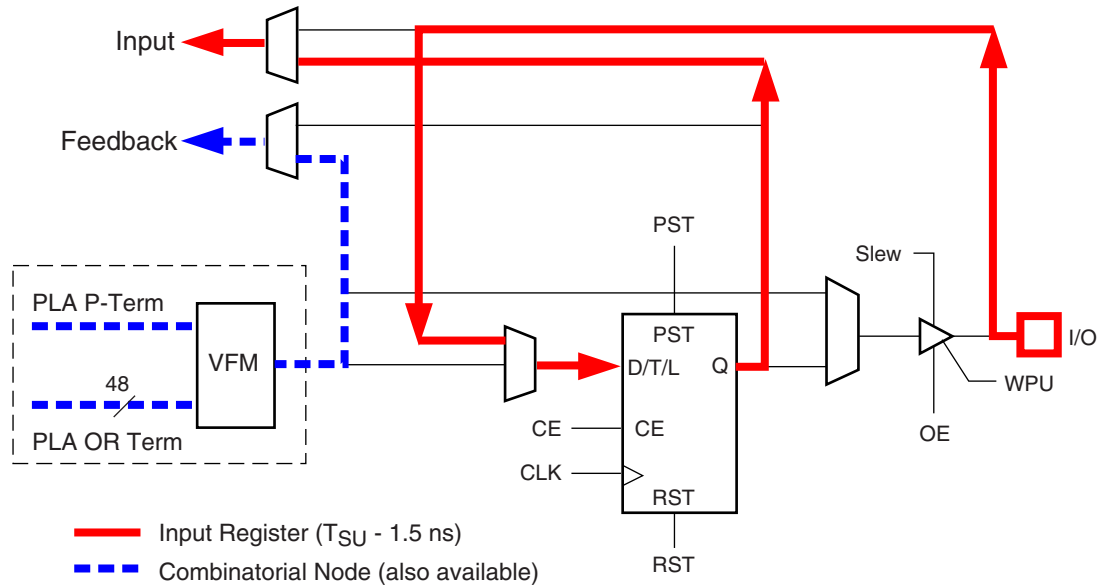 Input
Feedback
PST
Slew
PLA P-Term
PST
I/O
VFM
D/T/L
Q
48
WPU
CE
CE
OE
PLA OR Term
CLK
RST
Input Register (TSU - 1.5 ns)
RST
Combinatorial Node (also available)